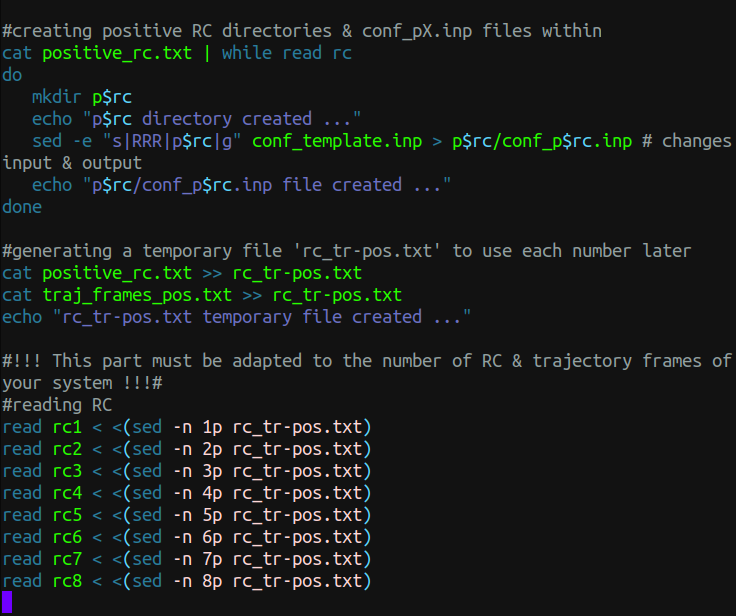 #creating positive RC directories & conf_pX.inp files within
cat positive_rc.txt | while read rc
do
   mkdir p$rc
   echo "p$rc directory created ..."
   sed -e "s|RRR|p$rc|g" conf_template.inp > p$rc/conf_p$rc.inp # changes
input & output
   echo "p$rc/conf_p$rc.inp file created ..."
done

#generating a temporary file 'rc_tr-pos.txt' to use each number later
cat positive_rc.txt >> rc_tr-pos.txt
cat traj_frames_pos.txt >> rc_tr-pos.txt
echo "rc_tr-pos.txt temporary file created ..."

#!!! This part must be adapted to the number of RC & trajectory frames of
your system !!!#
#reading RC
read rc1 < <(sed -n 1p rc_tr-pos.txt)
read rc2 < <(sed -n 2p rc_tr-pos.txt)
read rc3 < <(sed -n 3p rc_tr-pos.txt)
read rc4 < <(sed -n 4p rc_tr-pos.txt)
read rc5 < <(sed -n 5p rc_tr-pos.txt)
read rc6 < <(sed -n 6p rc_tr-pos.txt)
read rc7 < <(sed -n 7p rc_tr-pos.txt)
read rc8 < <(sed -n 8p rc_tr-pos.txt)